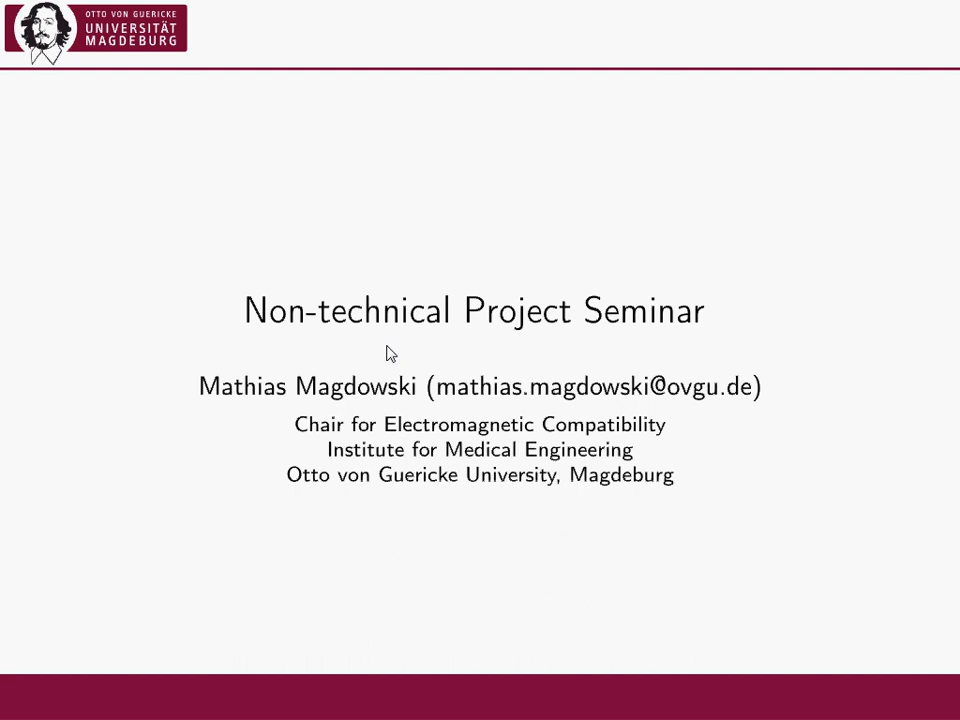 OTTO VON GUERICKE
UNIVERSITÄT
MAGDEBURG
Non-technical Project Seminar
Mathias Magdowski (mathias.magdowski@ovgu.de)
Chair for Electromagnetic Compatibility
Institute for Medical Engineering
Otto von Guericke University, Magdeburg